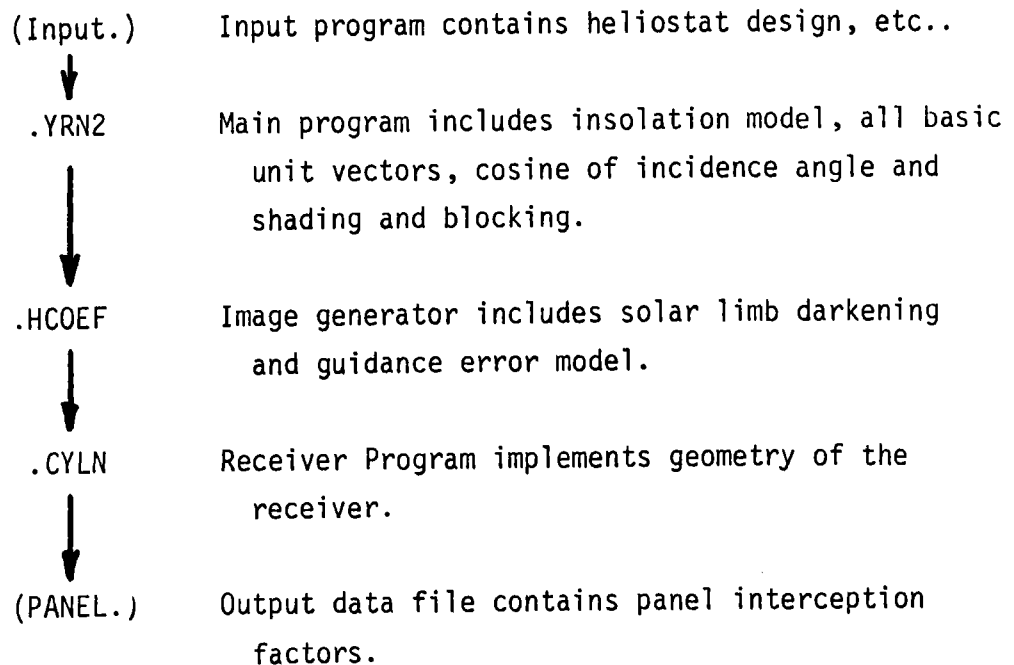 (Input.) Input program contains heliostat design, etc..
.YRN2 Main program includes insolation model, all basic
unit vectors, cosine of incidence angle and
shading and blocking.
.HCOEF Image generator includes solar limb darkening
and guidance error model.
.CYLN Receiver Program implements geometry of the
receiver.
(PANEL.) Output data file contains panel interception
factors.